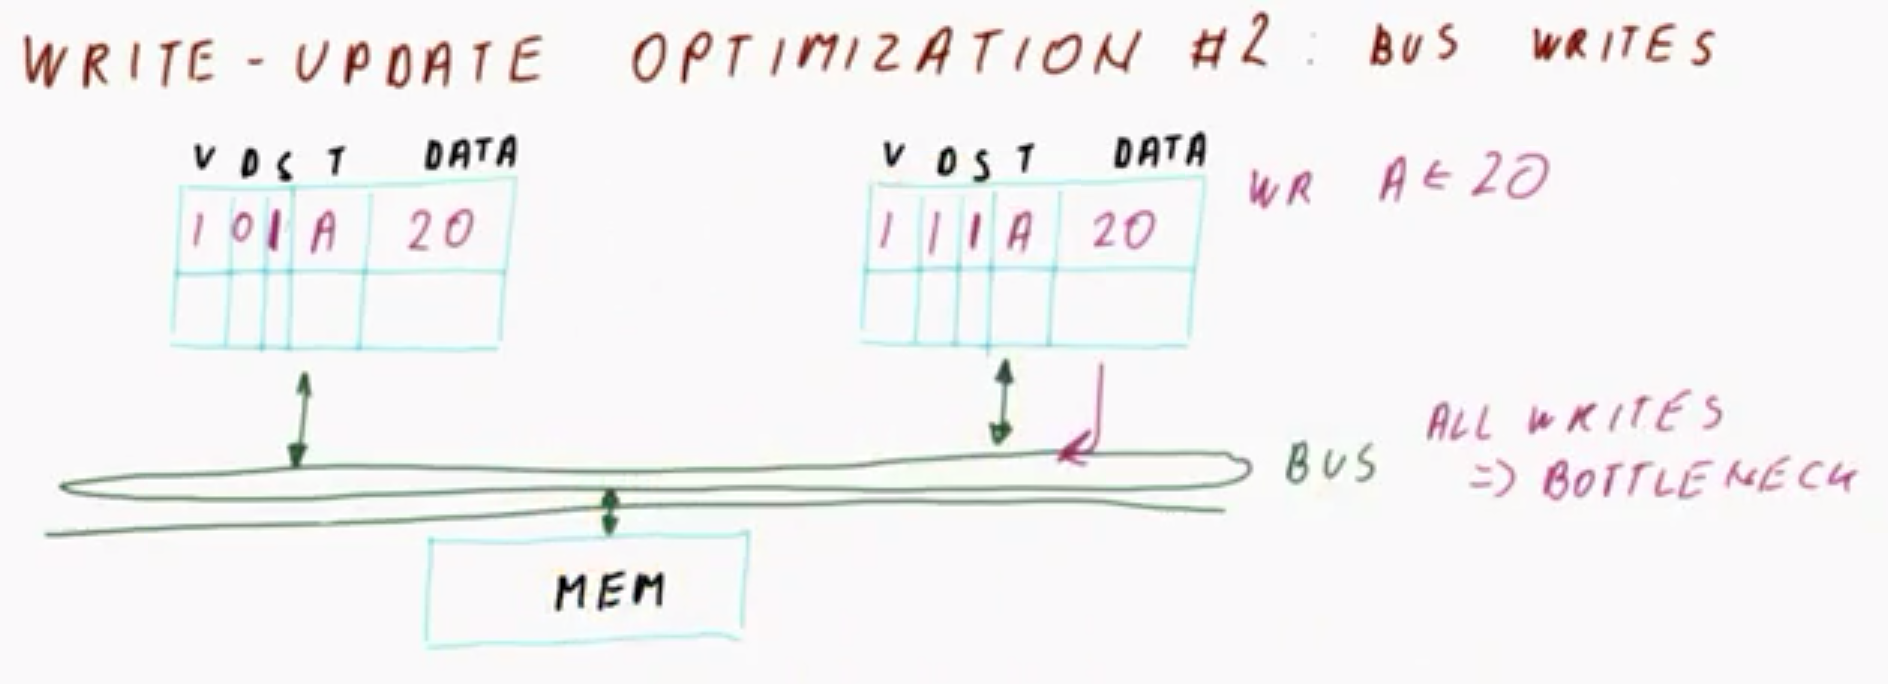 WRITE - UPDATE OPTIMIZATION #2: BUS WRITES
V D S T DATA
1 0 1 A 20
V D S T DATA
1 1 1 A 20
WR A ← 20
BUS
ALL WRITES
=> BOTTLENECK
MEM